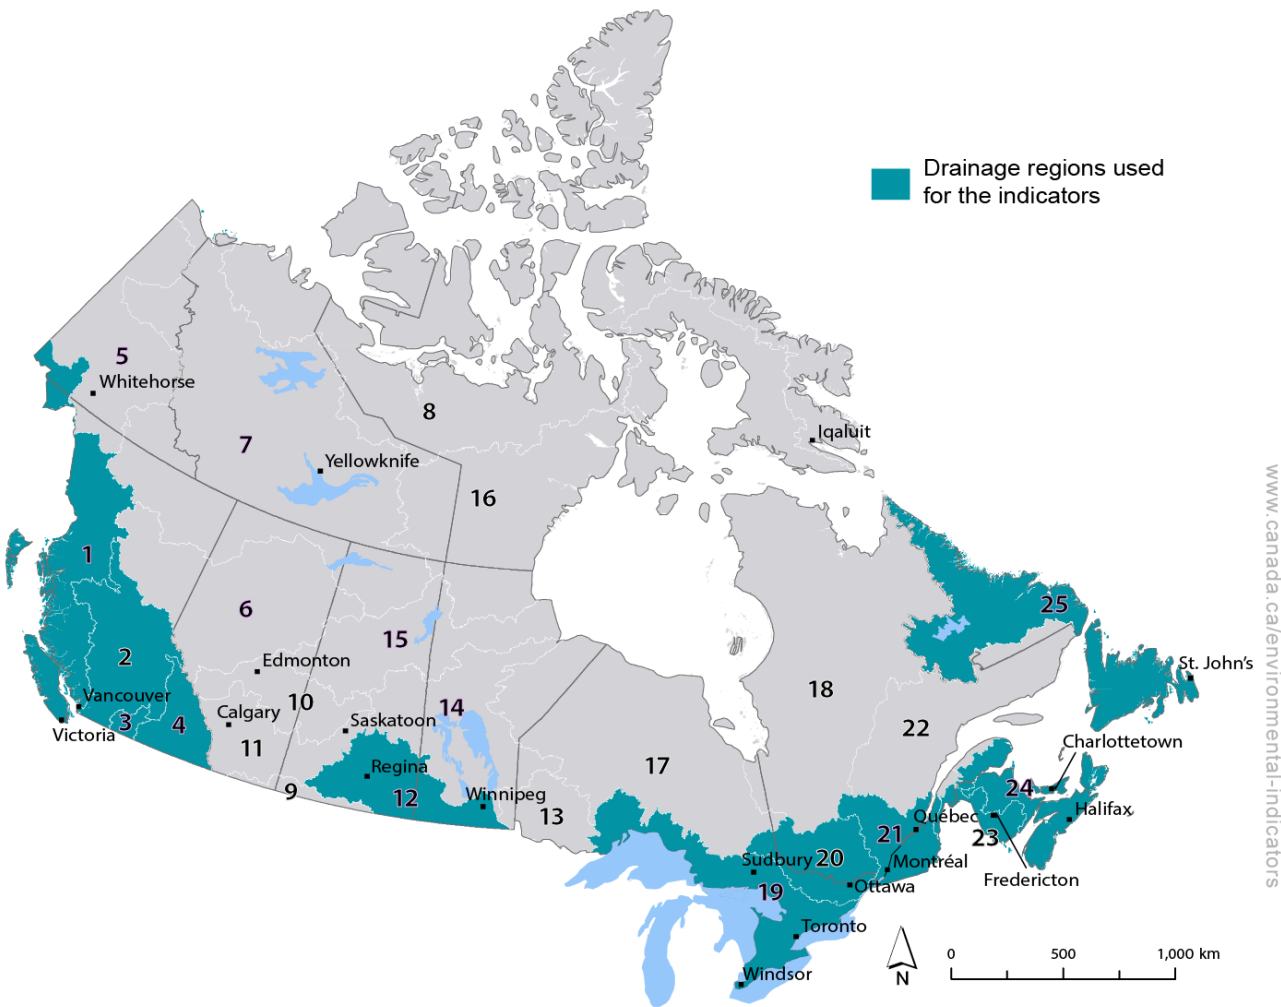 Drainage regions used
for the indicators
5
Whitehorse
8
Iqaluit
7
Yellowknife
16
1
25
6
15
2
Edmonton
St. John's
Vancouver
18
10
14
Calgary
3
4
Saskatoon
22
Victoria
11
Charlottetown
17
Regina
9
12
Winnipeg
24
13
Halifax
Québec
21
23
Sudbury
20
Montréal
Fredericton
19
Ottawa
Toronto
Windsor
N
0 500 1,000 km
www.canada.ca/environmental-indicators